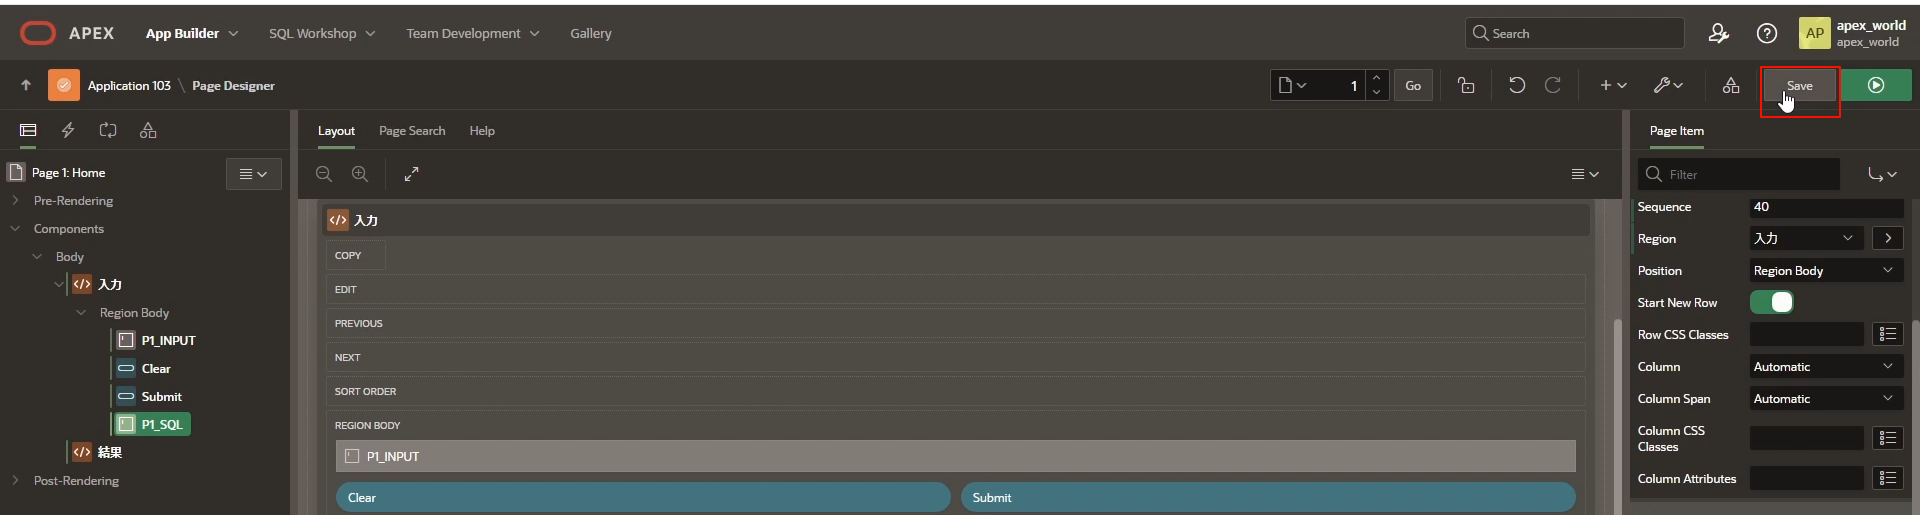 APEX App Builder SQL Workshop Team Development Gallery Search AP apex_world
apex_world
Application 103 \ Page Designer 1 Go Save
Layout Page Search Help Page Item
Page 1: Home Filter
Pre-Rendering
Components
Body
入力
Region Body
P1_INPUT
Clear
Submit
P1_SQL
結果
Post-Rendering
入力
COPY
EDIT
PREVIOUS
NEXT
SORT ORDER
REGION BODY
P1_INPUT
Clear Submit
Sequence 40
Region 入力
Position Region Body
Start New Row
Row CSS Classes
Column Automatic
Column Span Automatic
Column CSS
Classes
Column Attributes